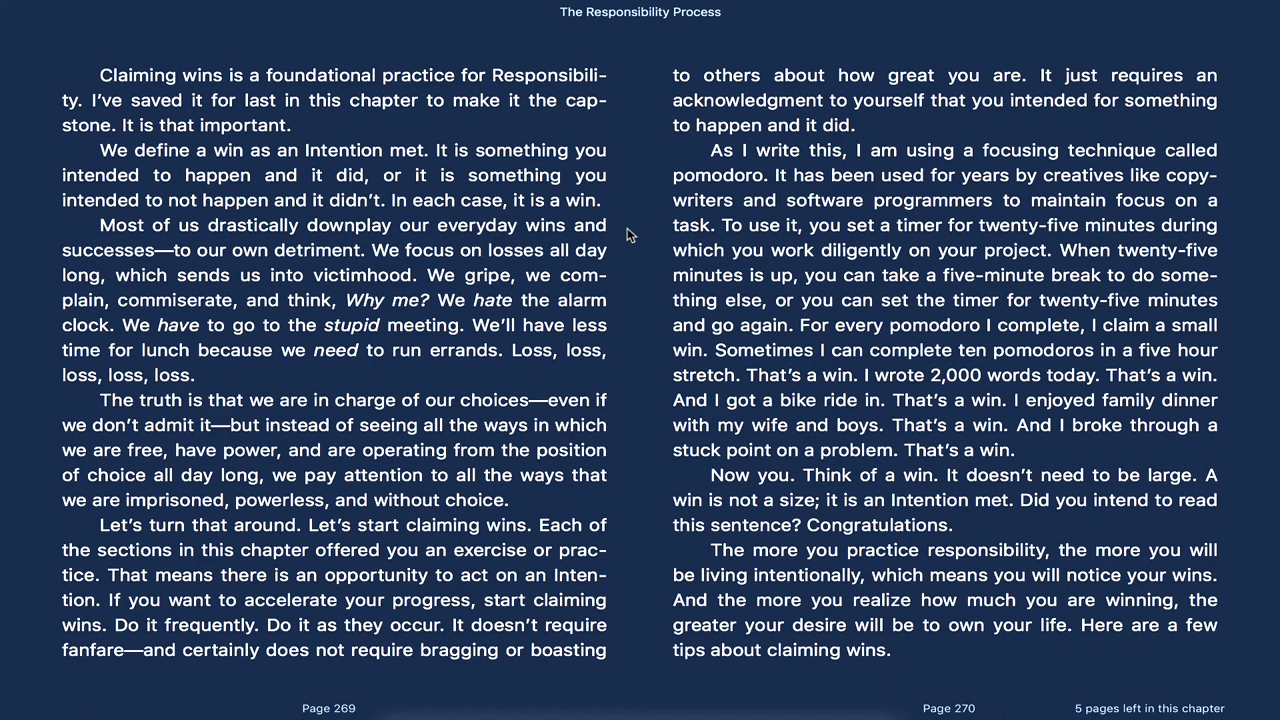 The Responsibility Process
Claiming wins is a foundational practice for Responsibili-
ty. I’ve saved it for last in this chapter to make it the cap-
stone. It is that important.
We define a win as an Intention met. It is something you
intended to happen and it did, or it is something you
intended to not happen and it didn’t. In each case, it is a win.
Most of us drastically downplay our everyday wins and
successes—to our own detriment. We focus on losses all day
long, which sends us into victimhood. We gripe, we com-
plain, commiserate, and think, Why me? We hate the alarm
clock. We have to go to the stupid meeting. We’ll have less
time for lunch because we need to run errands. Loss, loss,
loss, loss, loss.
The truth is that we are in charge of our choices—even if
we don’t admit it—but instead of seeing all the ways in which
we are free, have power, and are operating from the position
of choice all day long, we pay attention to all the ways that
we are imprisoned, powerless, and without choice.
Let’s turn that around. Let’s start claiming wins. Each of
the sections in this chapter offered you an exercise or prac-
tice. That means there is an opportunity to act on an Inten-
tion. If you want to accelerate your progress, start claiming
wins. Do it frequently. Do it as they occur. It doesn’t require
fanfare—and certainly does not require bragging or boasting
to others about how great you are. It just requires an
acknowledgment to yourself that you intended for something
to happen and it did.
As I write this, I am using a focusing technique called
pomodoro. It has been used for years by creatives like copy-
writers and software programmers to maintain focus on a
task. To use it, you set a timer for twenty-five minutes during
which you work diligently on your project. When twenty-five
minutes is up, you can take a five-minute break to do some-
thing else, or you can set the timer for twenty-five minutes
and go again. For every pomodoro I complete, I claim a small
win. Sometimes I can complete ten pomodoros in a five hour
stretch. That’s a win. I wrote 2,000 words today. That’s a win.
And I got a bike ride in. That’s a win. I enjoyed family dinner
with my wife and boys. That’s a win. And I broke through a
stuck point on a problem. That’s a win.
Now you. Think of a win. It doesn’t need to be large. A
win is not a size; it is an Intention met. Did you intend to read
this sentence? Congratulations.
The more you practice responsibility, the more you will
be living intentionally, which means you will notice your wins.
And the more you realize how much you are winning, the
greater your desire will be to own your life. Here are a few
tips about claiming wins.
Page 269
Page 270
5 pages left in this chapter